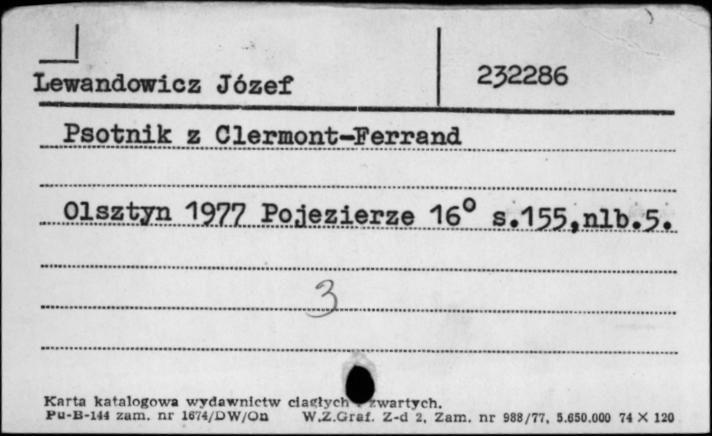 Lewandowicz Józef 232286
Psotnik z Clermont-Ferrand
Olsztyn 1977 Pojezierze 16° s.155,nlb.5.
3
Karta katalogowa wydawnictw ciągłych zwartych.
Pu-B-144 zam. nr 1674/DW/On W.Z.Graf. Z-d 2, Zam. nr 988/77, 5.650.000 74 X 120